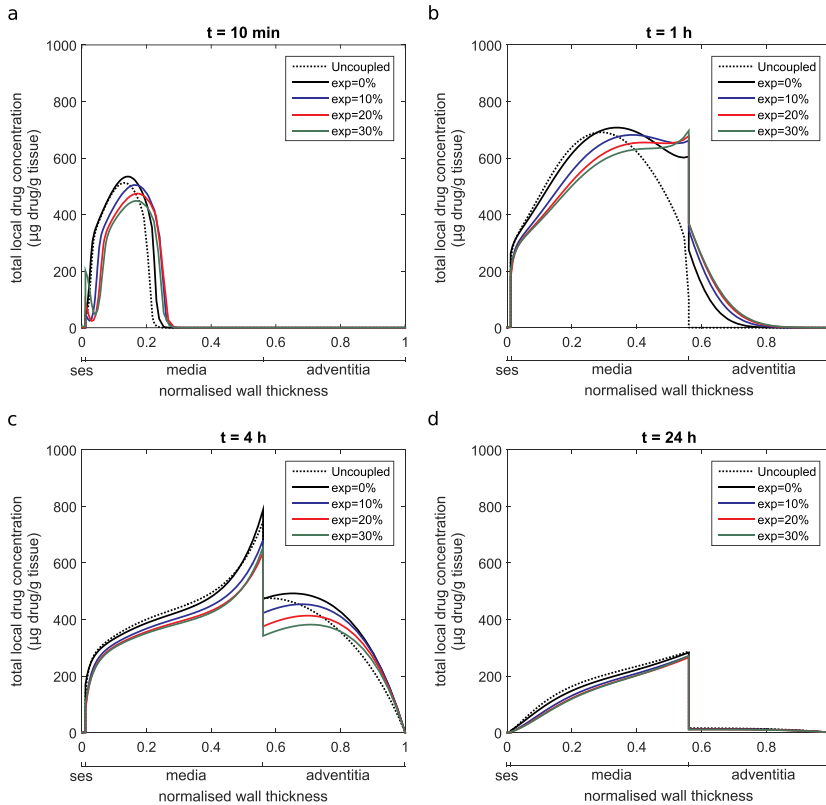 a
t = 10 min
1000
800
600
400
200
0
total local drug concentration
(µg drug/g tissue)
Uncoupled
exp=0%
exp=10%
exp=20%
exp=30%
0 0.2 0.4 0.6 0.8 1
ses media adventitia
normalised wall thickness
b
t = 1 h
1000
800
600
400
200
0
total local drug concentration
(µg drug/g tissue)
Uncoupled
exp=0%
exp=10%
exp=20%
exp=30%
0 0.2 0.4 0.6 0.8
ses media adventitia
normalised wall thickness
c
t = 4 h
1000
800
600
400
200
0
total local drug concentration
(µg drug/g tissue)
Uncoupled
exp=0%
exp=10%
exp=20%
exp=30%
0 0.2 0.4 0.6 0.8 1
ses media adventitia
normalised wall thickness
d
t = 24 h
1000
800
600
400
200
0
total local drug concentration
(µg drug/g tissue)
Uncoupled
exp=0%
exp=10%
exp=20%
exp=30%
0 0.2 0.4 0.6 0.8
ses media adventitia
normalised wall thickness